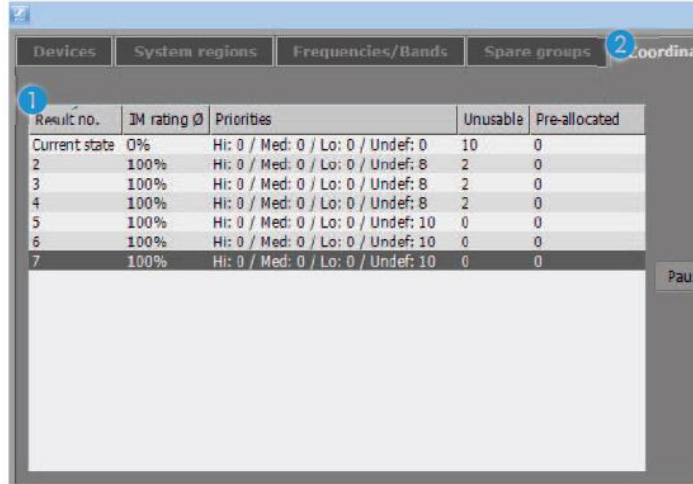 Devices System regions Frequencies/Bands Spare groups 2 Coordina
1
Result no. IM rating Ø Priorities Unusable Pre-allocated
Current state 0% Hi: 0 / Med: 0 / Lo: 0 / Undef: 0 10 0
2 100% Hi: 0 / Med: 0 / Lo: 0 / Undef: 8 2 0
3 100% Hi: 0 / Med: 0 / Lo: 0 / Undef: 8 2 0
4 100% Hi: 0 / Med: 0 / Lo: 0 / Undef: 8 2 0
5 100% Hi: 0 / Med: 0 / Lo: 0 / Undef: 10 0 0
6 100% Hi: 0 / Med: 0 / Lo: 0 / Undef: 10 0 0
7 100% Hi: 0 / Med: 0 / Lo: 0 / Undef: 10 0 0
Pau